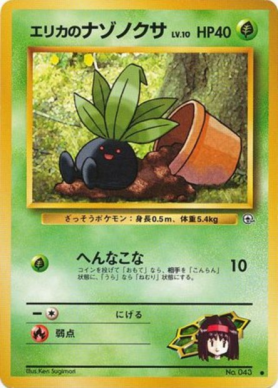 エリカのナゾノクサ LV.10 HP40
ざっそうポケモン：身長0.5m、体重5.4kg
へんなこな 10
コインを投げて「おもて」なら、相手を「こんらん」
状態に、「うら」なら「ねむり」状態にする。
にげる
弱点
Illus.Ken Sugimori
No.043